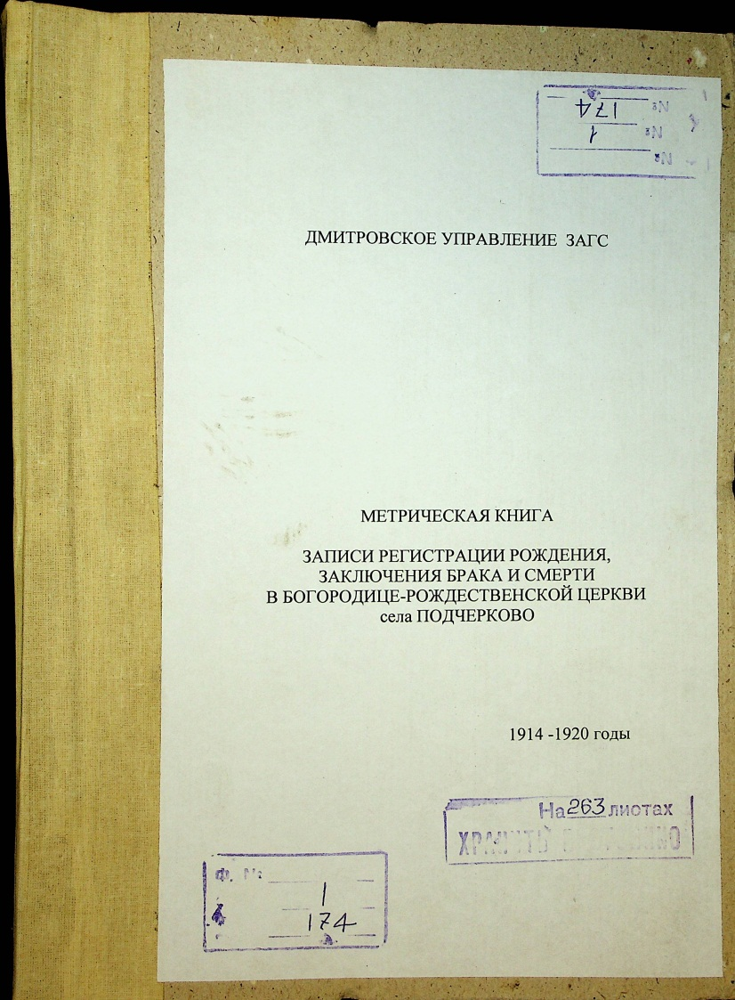 № 174
№ 1
№
ДМИТРОВСКОЕ УПРАВЛЕНИЕ ЗАГС
МЕТРИЧЕСКАЯ КНИГА
ЗАПИСИ РЕГИСТРАЦИИ РОЖДЕНИЯ,
ЗАКЛЮЧЕНИЯ БРАКА И СМЕРТИ
В БОГОРОДИЦЕ-РОЖДЕСТВЕНСКОЙ ЦЕРКВИ
села ПОДЧЕРКОВО
1914 -1920 годы
На 263 листах
ХРАНИТЬ
Ф. №
1
174